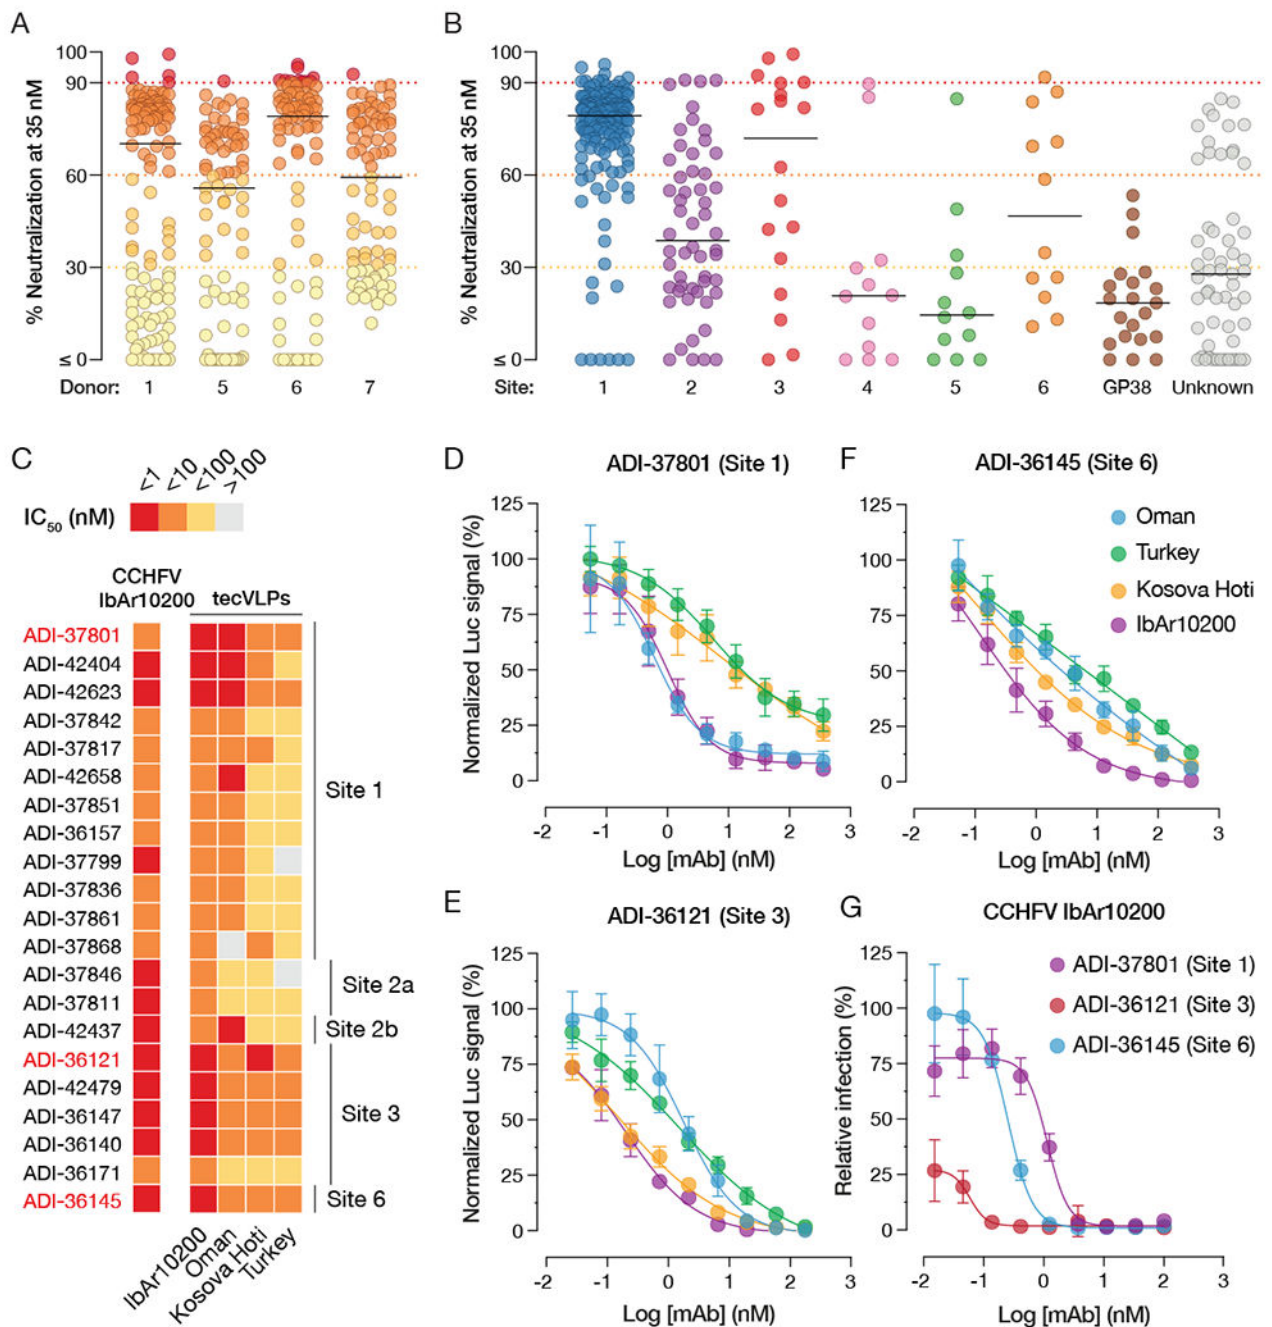 A
% Neutralization at 35 nM
100
90
60
30
≤ 0
Donor: 1 5 6 7
B
% Neutralization at 35 nM
100
90
60
30
≤ 0
Site: 1 2 3 4 5 6 GP38 Unknown
C
<1 <10 <100 >100
IC50 (nM)
CCHFV
IbAr10200 tecVLPs
ADI-37801
ADI-42404
ADI-42623
ADI-37842
ADI-37817
ADI-42658
ADI-37851
ADI-36157
ADI-37799
ADI-37836
ADI-37861
ADI-37868
ADI-37846
ADI-37811
ADI-42437
ADI-36121
ADI-42479
ADI-36147
ADI-36140
ADI-36171
ADI-36145
Site 1
Site 2a
Site 2b
Site 3
Site 6
IbAr10200
Oman
Kosova Hoti
Turkey
D
ADI-37801 (Site 1)
Normalized Luc signal (%)
125
100
75
50
25
0
-2 -1 0 1 2 3
Log [mAb] (nM)
F
ADI-36145 (Site 6)
125
100
75
50
25
0
Oman
Turkey
Kosova Hoti
IbAr10200
-2 -1 0 1 2 3
Log [mAb] (nM)
E
ADI-36121 (Site 3)
Normalized Luc signal (%)
125
100
75
50
25
0
-2 -1 0 1 2 3
Log [mAb] (nM)
G
CCHFV IbAr10200
Relative infection (%)
125
100
75
50
25
0
ADI-37801 (Site 1)
ADI-36121 (Site 3)
ADI-36145 (Site 6)
-2 -1 0 1 2 3
Log [mAb] (nM)